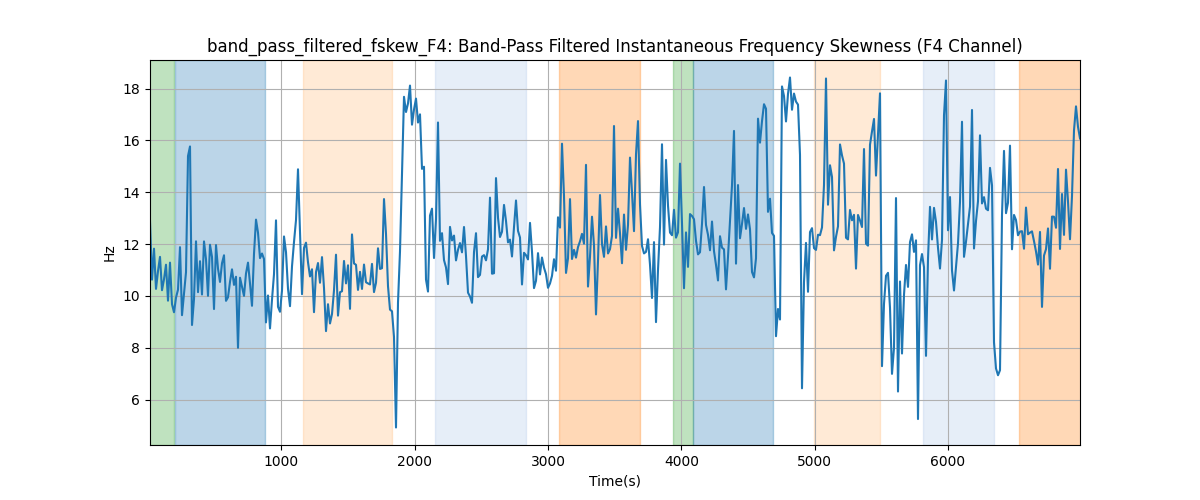 band_pass_filtered_fskew_F4: Band-Pass Filtered Instantaneous Frequency Skewness (F4 Channel)
18
16
14
12
10
8
6
Hz
1000 2000 3000 4000 5000 6000
Time(s)